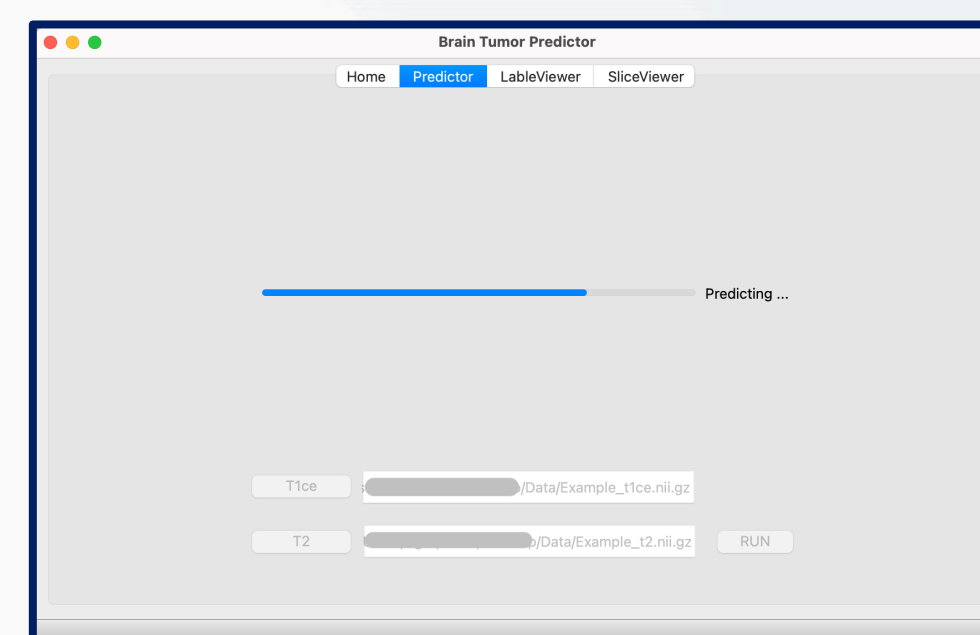 Brain Tumor Predictor
Home Predictor LableViewer SliceViewer
Predicting ...
T1ce /Data/Example_t1ce.nii.gz
T2 /Data/Example_t2.nii.gz RUN